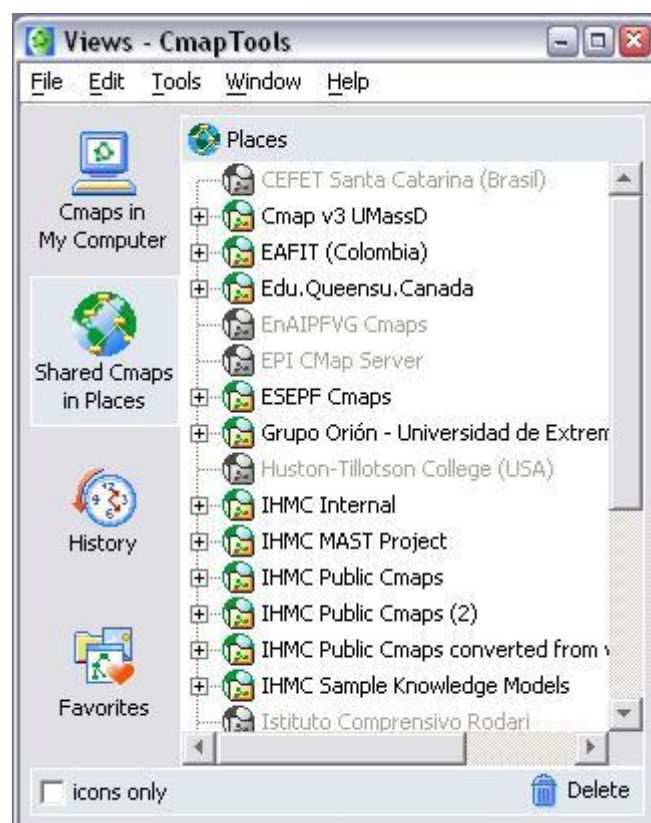 Views - CmapTools
File Edit Tools Window Help
Cmaps in
My Computer
Shared Cmaps
in Places
History
Favorites
Places
CEFET Santa Catarina (Brasil)
Cmap v3 UMassD
EAFIT (Colombia)
Edu.Queensu.Canada
EnAIPFVG Cmaps
EPI CMap Server
ESEPF Cmaps
Grupo Orión - Universidad de Extrem
Huston-Tillotson College (USA)
IHMC Internal
IHMC MAST Project
IHMC Public Cmaps
IHMC Public Cmaps (2)
IHMC Public Cmaps converted from v
IHMC Sample Knowledge Models
Istituto Comprensivo Rodari
icons only
Delete